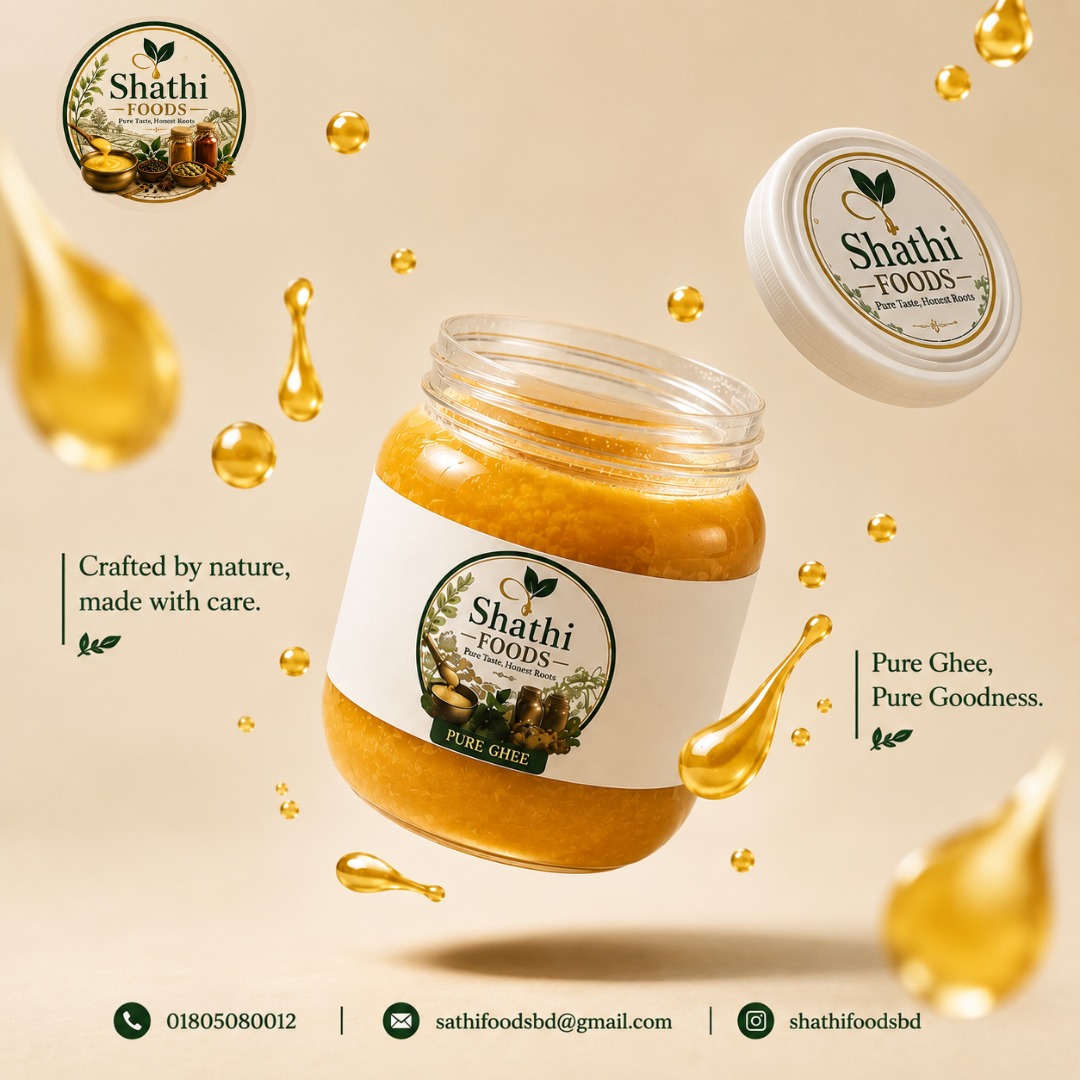 Shathi
FOODS
Pure Taste, Honest Roots
Shathi
FOODS
Pure Taste, Honest Roots
Crafted by nature,
made with care.
Shathi
FOODS
Pure Taste, Honest Roots
PURE GHEE
Pure Ghee,
Pure Goodness.
01805080012
sathifoodsbd@gmail.com
shathifoodsbd